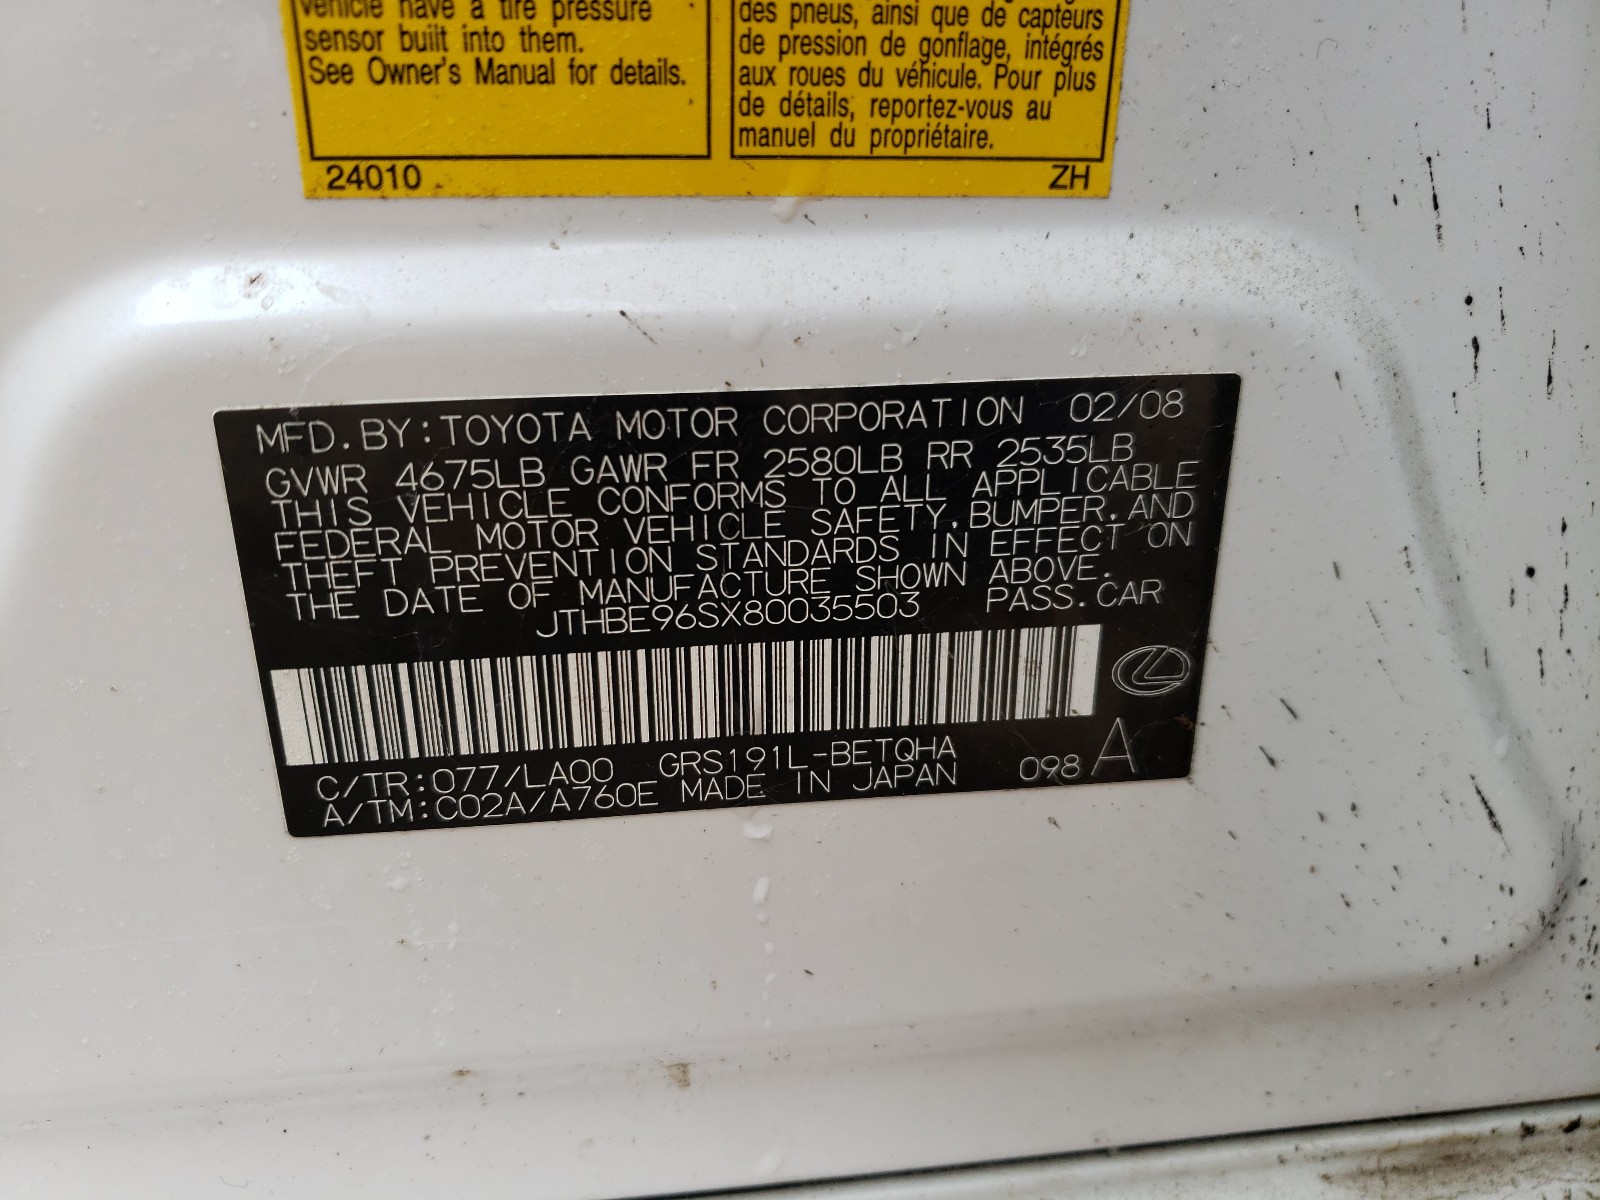 vehicle have a tire pressure
sensor built into them.
See Owner's Manual for details.
24010
des pneus, ainsi que de capteurs
de pression de gonflage, intégrés
aux roues du véhicule. Pour plus
de détails, reportez-vous au
manuel du propriétaire.
ZH
MFD. BY: TOYOTA MOTOR CORPORATION 02/08
GVWR 4675LB GAWR FR 2580LB RR 2535LB
THIS VEHICLE CONFORMS TO ALL APPLICABLE
FEDERAL MOTOR VEHICLE SAFETY, BUMPER, AND
THEFT PREVENTION STANDARDS IN EFFECT ON
THE DATE OF MANUFACTURE SHOWN ABOVE.
JTHBE96SX80035503 PASS. CAR
C/TR: 077/LA00 GRS191L-BETQHA
A/TM: C02A/A760E MADE IN JAPAN 098 A